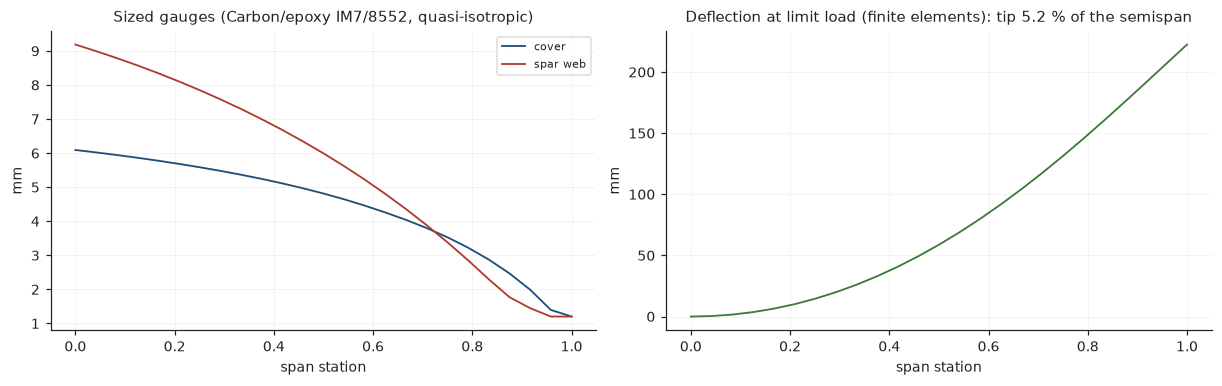 Sized gauges (Carbon/epoxy IM7/8552, quasi-isotropic)
cover
spar web
9
8
7
6
5
4
3
2
1
mm
0.0 0.2 0.4 0.6 0.8 1.0
span station
Deflection at limit load (finite elements): tip 5.2 % of the semispan
200
150
100
50
0
mm
0.0 0.2 0.4 0.6 0.8 1.0
span station